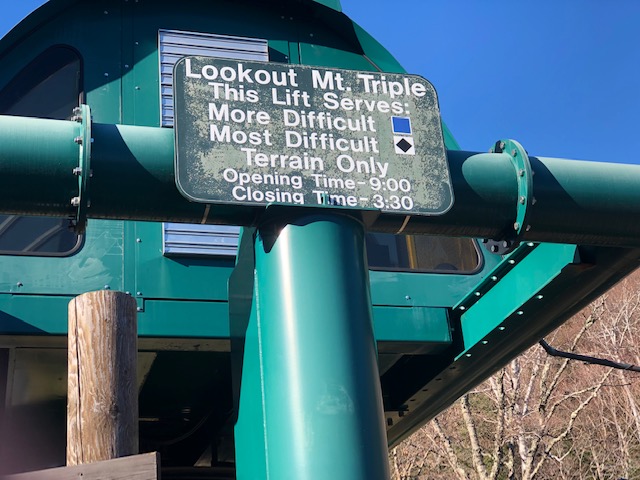 Lookout Mt. Triple
This Lift Serves:
More Difficult
Most Difficult
Terrain Only
Opening Time-9:00
Closing Time-3:30